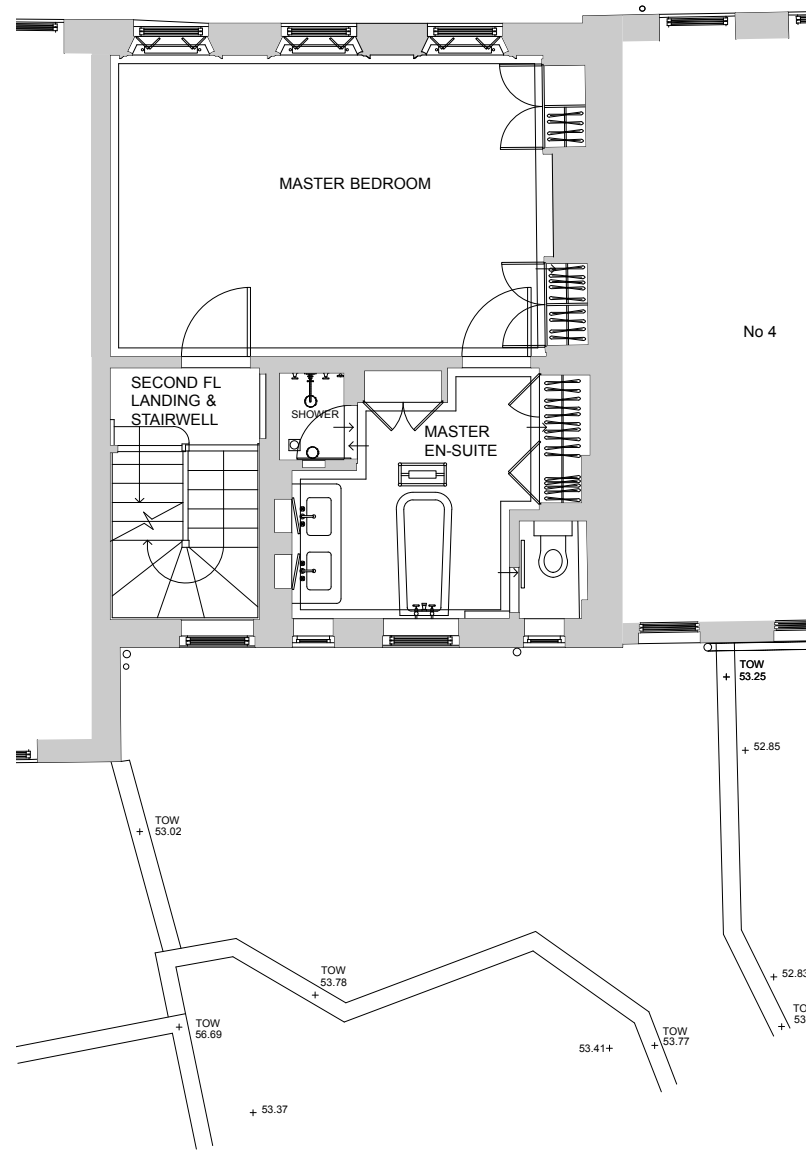 MASTER BEDROOM
No 4
SECOND FL
LANDING &
STAIRWELL
SHOWER
MASTER
EN-SUITE
TOW
53.25
52.85
TOW
53.02
TOW
53.78
52.83
TOW
56.69
TOW
53.77
53.41
53.37